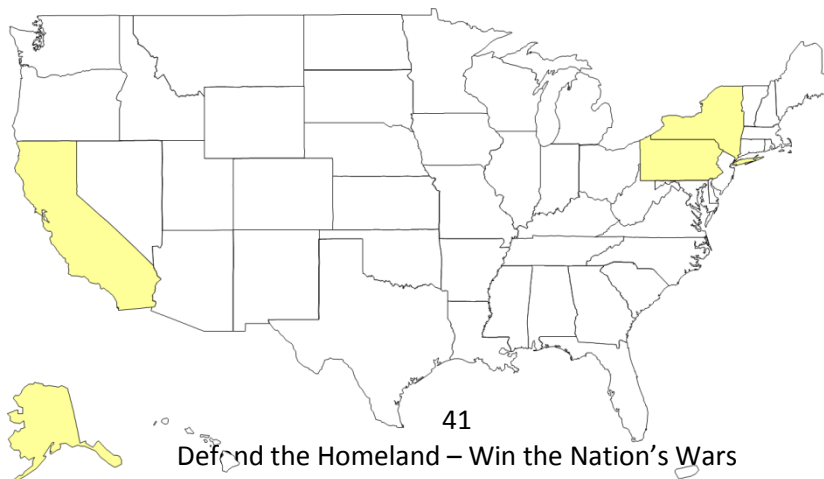 41
Defend the Homeland – Win the Nation's Wars